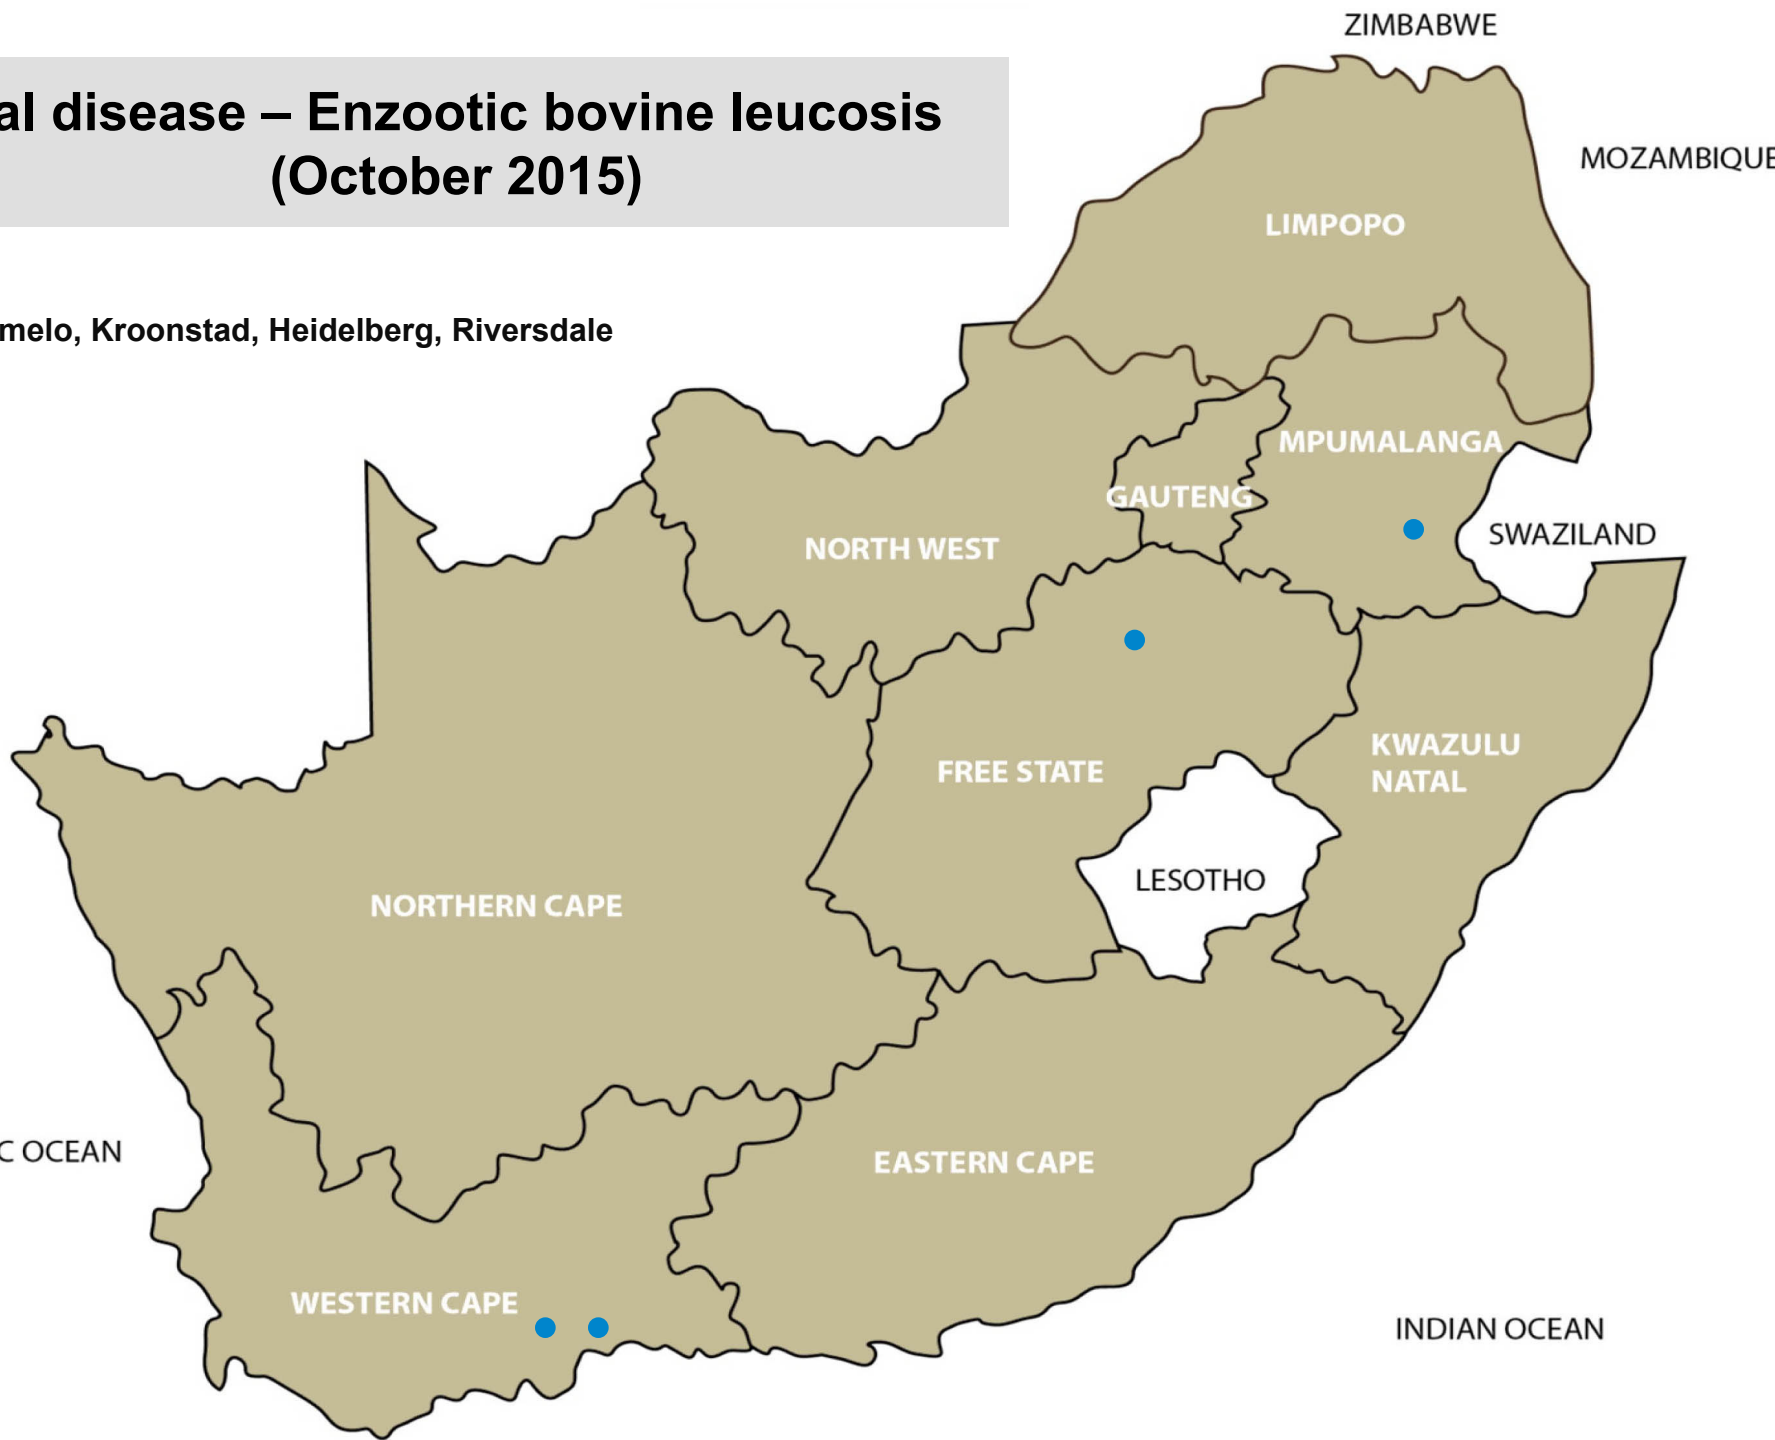 ZIMBABWE
al disease – Enzootic bovine leucosis
(October 2015)
MOZAMBIQUE
LIMPOPO
melo, Kroonstad, Heidelberg, Riversdale
MPUMALANGA
GAUTENG
SWAZILAND
NORTH WEST
KWAZULU
NATAL
FREE STATE
LESOTHO
NORTHERN CAPE
C OCEAN
EASTERN CAPE
WESTERN CAPE
INDIAN OCEAN